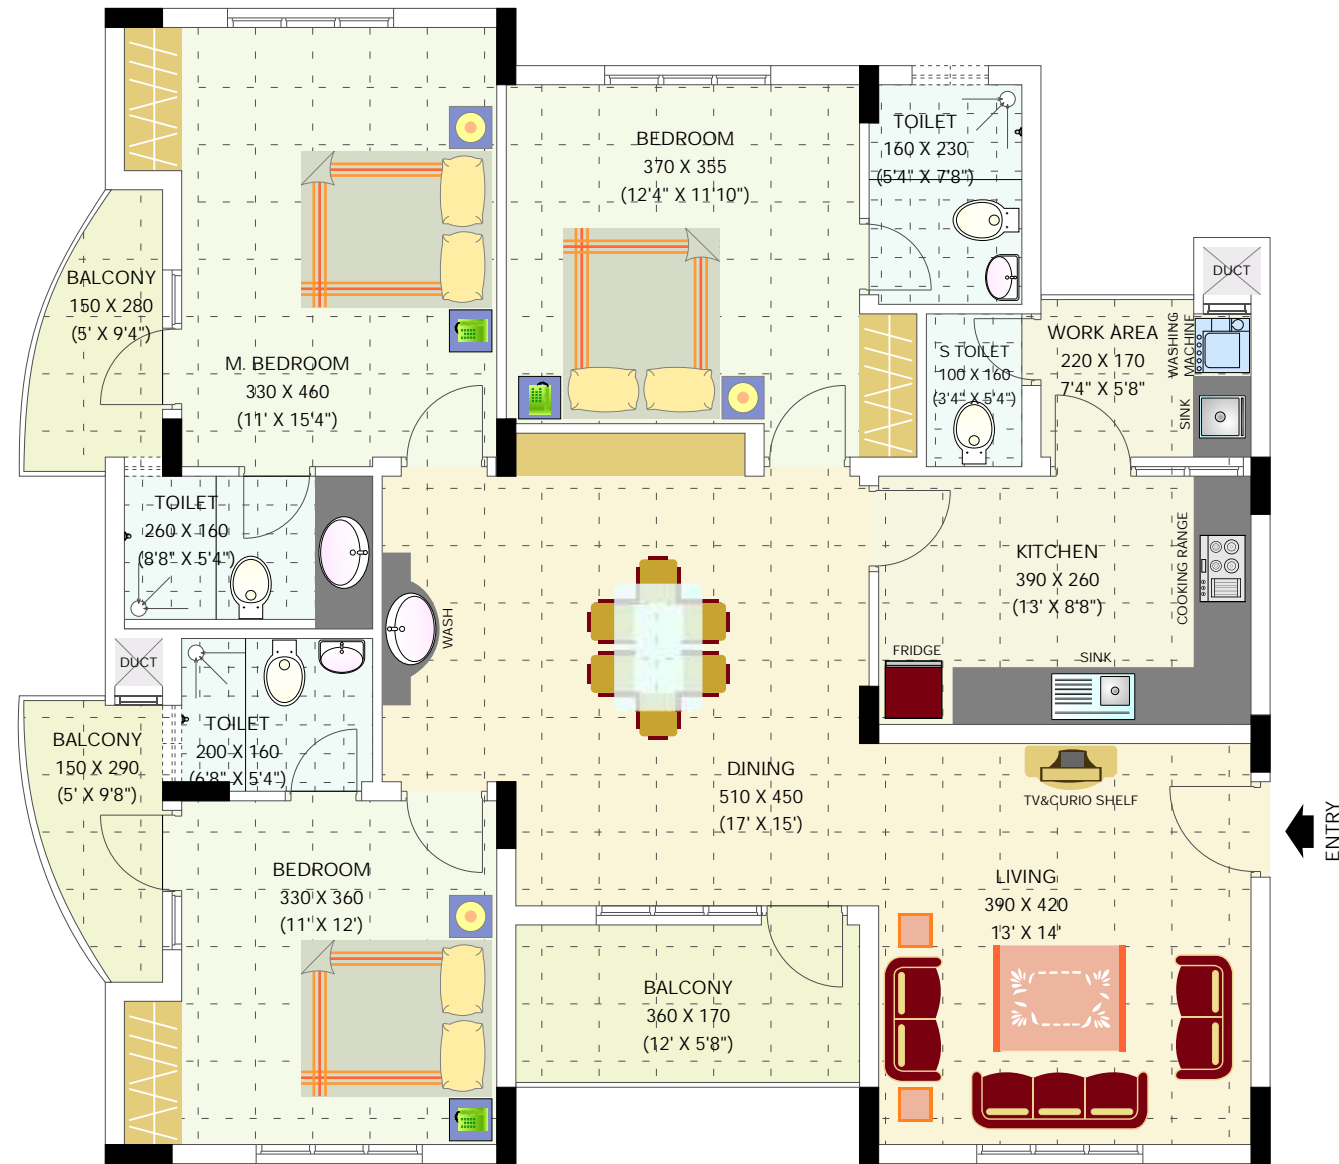 BEDROOM
370 X 355
(12'4" X 11'10")
TOILET
160 X 230
(5'4" X 7'8")
BALCONY
150 X 280
(5' X 9'4")
M. BEDROOM
330 X 460
(11' X 15'4")
DUCT
WORK AREA
220 X 170
7'4" X 5'8"
WASHING
MACHINE
SINK
S TOILET
100 X 160
(3'4" X 5'4")
TOILET
260 X 160
(8'8" X 5'4")
WASH
KITCHEN
390 X 260
(13' X 8'8")
COOKING RANGE
FRIDGE
SINK
DUCT
TOILET
200 X 160
(6'8" X 5'4")
BALCONY
150 X 290
(5' X 9'8")
DINING
510 X 450
(17' X 15')
TV&CURIO SHELF
ENTRY
BEDROOM
330 X 360
(11' X 12')
LIVING
390 X 420
13' X 14'
BALCONY
360 X 170
(12' X 5'8")